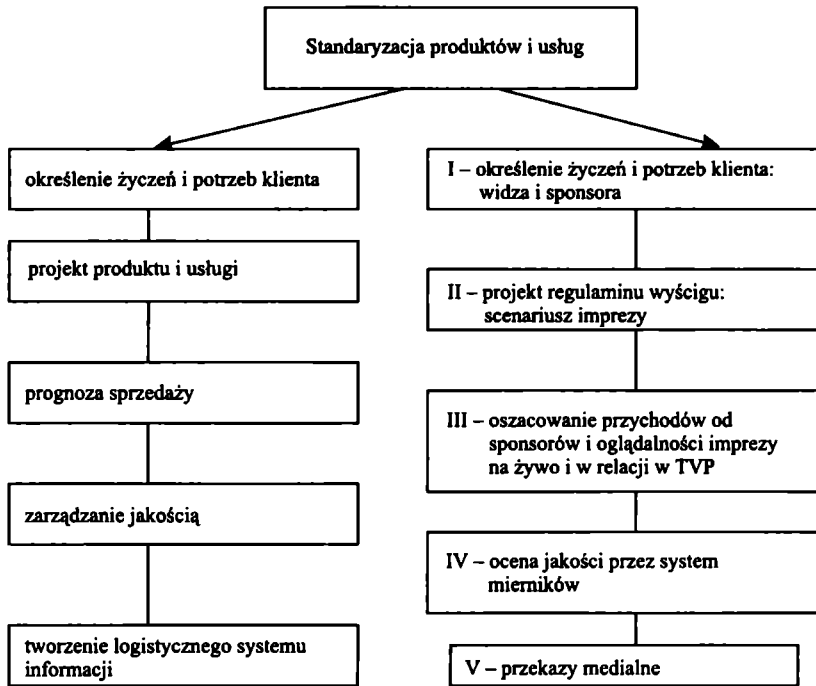 Standaryzacja produktów i usług
określenie życzeń i potrzeb klienta
projekt produktu i usługi
prognoza sprzedaży
zarządzanie jakością
tworzenie logistycznego systemu
informacji
I – określenie życzeń i potrzeb klienta:
widza i sponsora
II – projekt regulaminu wyścigu:
scenariusz imprezy
III – oszacowanie przychodów od
sponsorów i oglądalności imprezy
na żywo i w relacji w TVP
IV – ocena jakości przez system
mierników
V – przekazy medialne